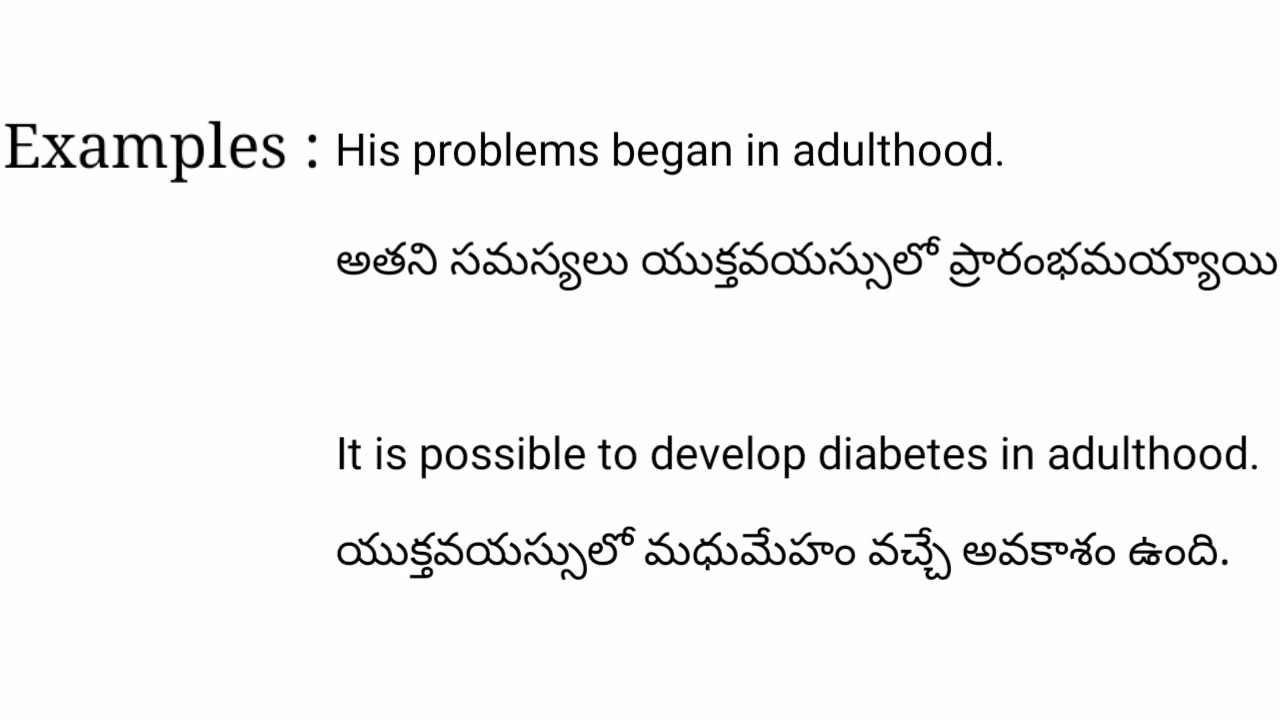 Examples : His problems began in adulthood.
అతని సమస్యలు యుక్తవయస్సులో ప్రారంభమయ్యాయి
It is possible to develop diabetes in adulthood.
యుక్తవయస్సులో మధుమేహం వచ్చే అవకాశం ఉంది.